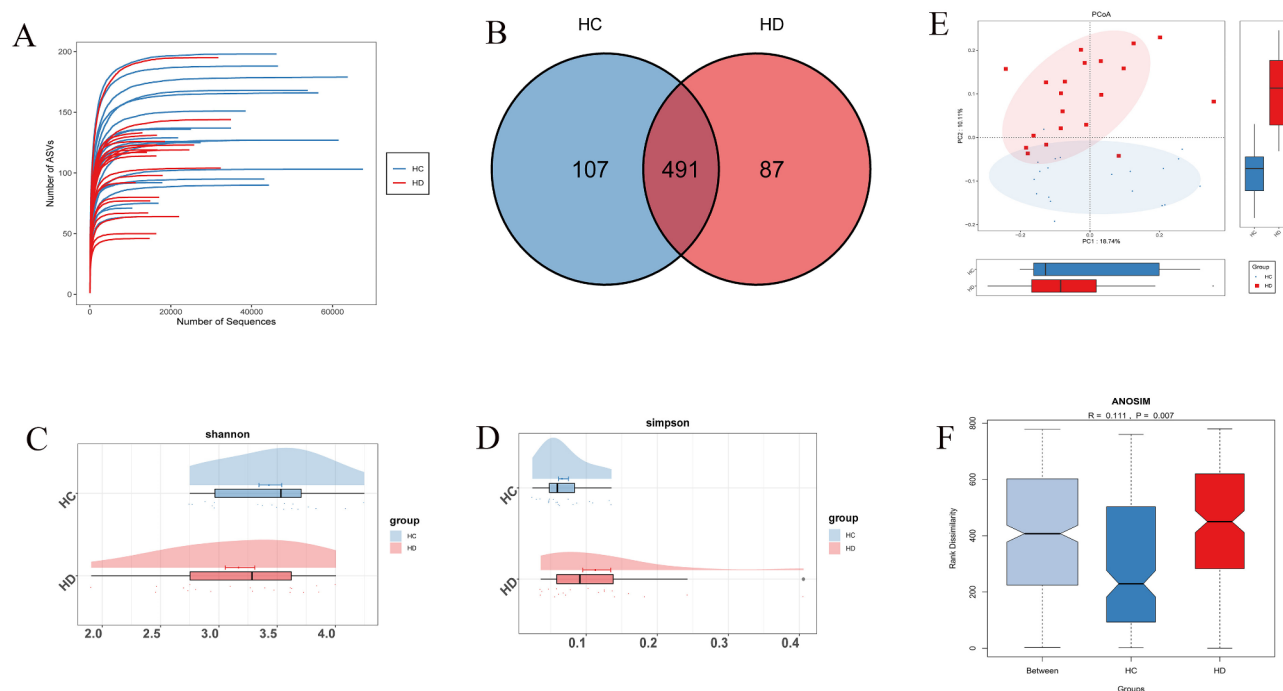 A
200
150
100
50
0
0 20000 40000 60000
Number of ASVs
Number of Sequences
HC
HD
B
HC HD
107 491 87
E
PCoA
0.2
0.1
0.0
−0.1
−0.2
−0.2 0.0 0.2
PC2 : 10.11%
PC1 : 18.74%
HC
HD
HC HD
Group
HC
HD
C
shannon
HC
HD
group
HC
HD
2.0 2.5 3.0 3.5 4.0
D
simpson
HC
HD
group
HC
HD
0.1 0.2 0.3 0.4
F
ANOSIM
R = 0.111 , P = 0.007
800
600
400
200
0
Rank Dissimilarity
Between HC HD
Groups